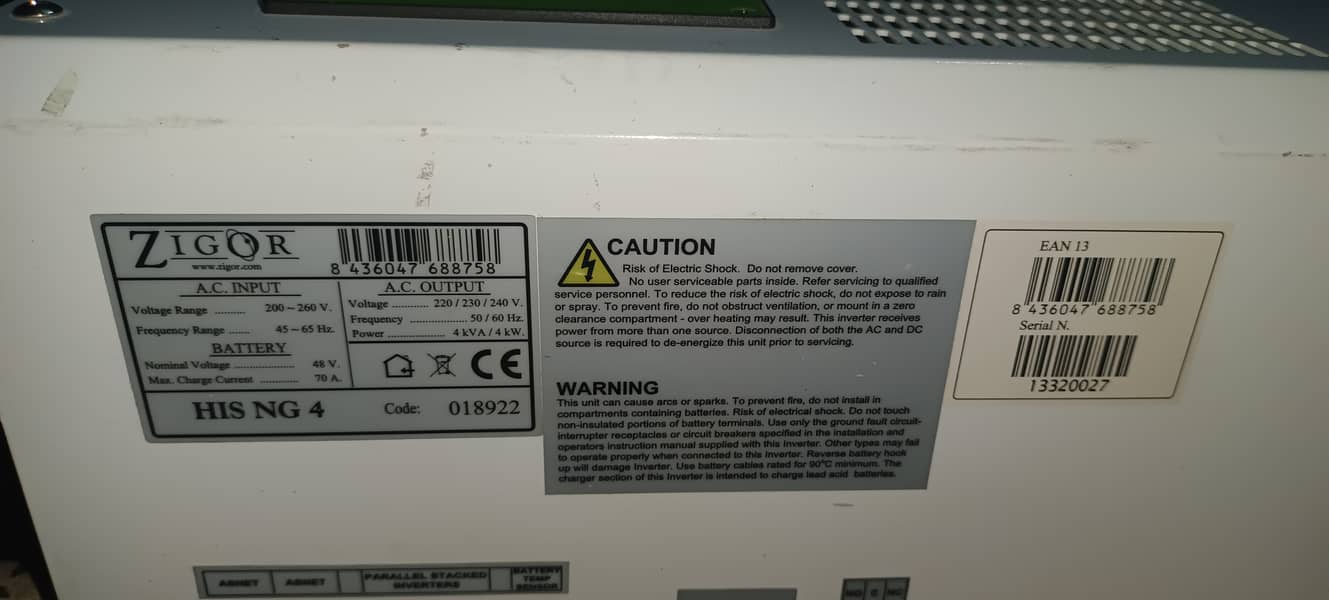 ZIGOR
www.zigor.com
8 436047 688758
A.C. INPUT
Voltage Range .......... 200 ~ 260 V.
Frequency Range ....... 45 ~ 65 Hz.
BATTERY
Nominal Voltage .................... 48 V.
Max. Charge Current ............ 70 A.
A.C. OUTPUT
Voltage ............ 220 / 230 / 240 V.
Frequency ................... 50 / 60 Hz.
Power ...................... 4 kVA / 4 kW.
CE
HIS NG 4 Code: 018922
CAUTION
Risk of Electric Shock. Do not remove cover.
No user serviceable parts inside. Refer servicing to qualified
service personnel. To reduce the risk of electric shock, do not expose to rain
or spray. To prevent fire, do not obstruct ventilation, or mount in a zero
clearance compartment - over heating may result. This inverter receives
power from more than one source. Disconnection of both the AC and DC
source is required to de-energize this unit prior to servicing.
WARNING
This unit can cause arcs or sparks. To prevent fire, do not install in
compartments containing batteries. Risk of electrical shock. Do not touch
non-insulated portions of battery terminals. Use only the ground fault circuit-
interrupter receptacles or circuit breakers specified in the installation and
operators instruction manual supplied with this Inverter. Other types may fail
to operate properly when connected to this Inverter. Reverse battery hook
up will damage Inverter. Use battery cables rated for 90°C minimum. The
charger section of this Inverter is intended to charge lead acid batteries.
EAN 13
8 436047 688758
Serial N.
13320027
AGNET AGNET PARALLEL STACKED
INVERTERS
BATTERY
TEMP
SENSOR
NO C NC